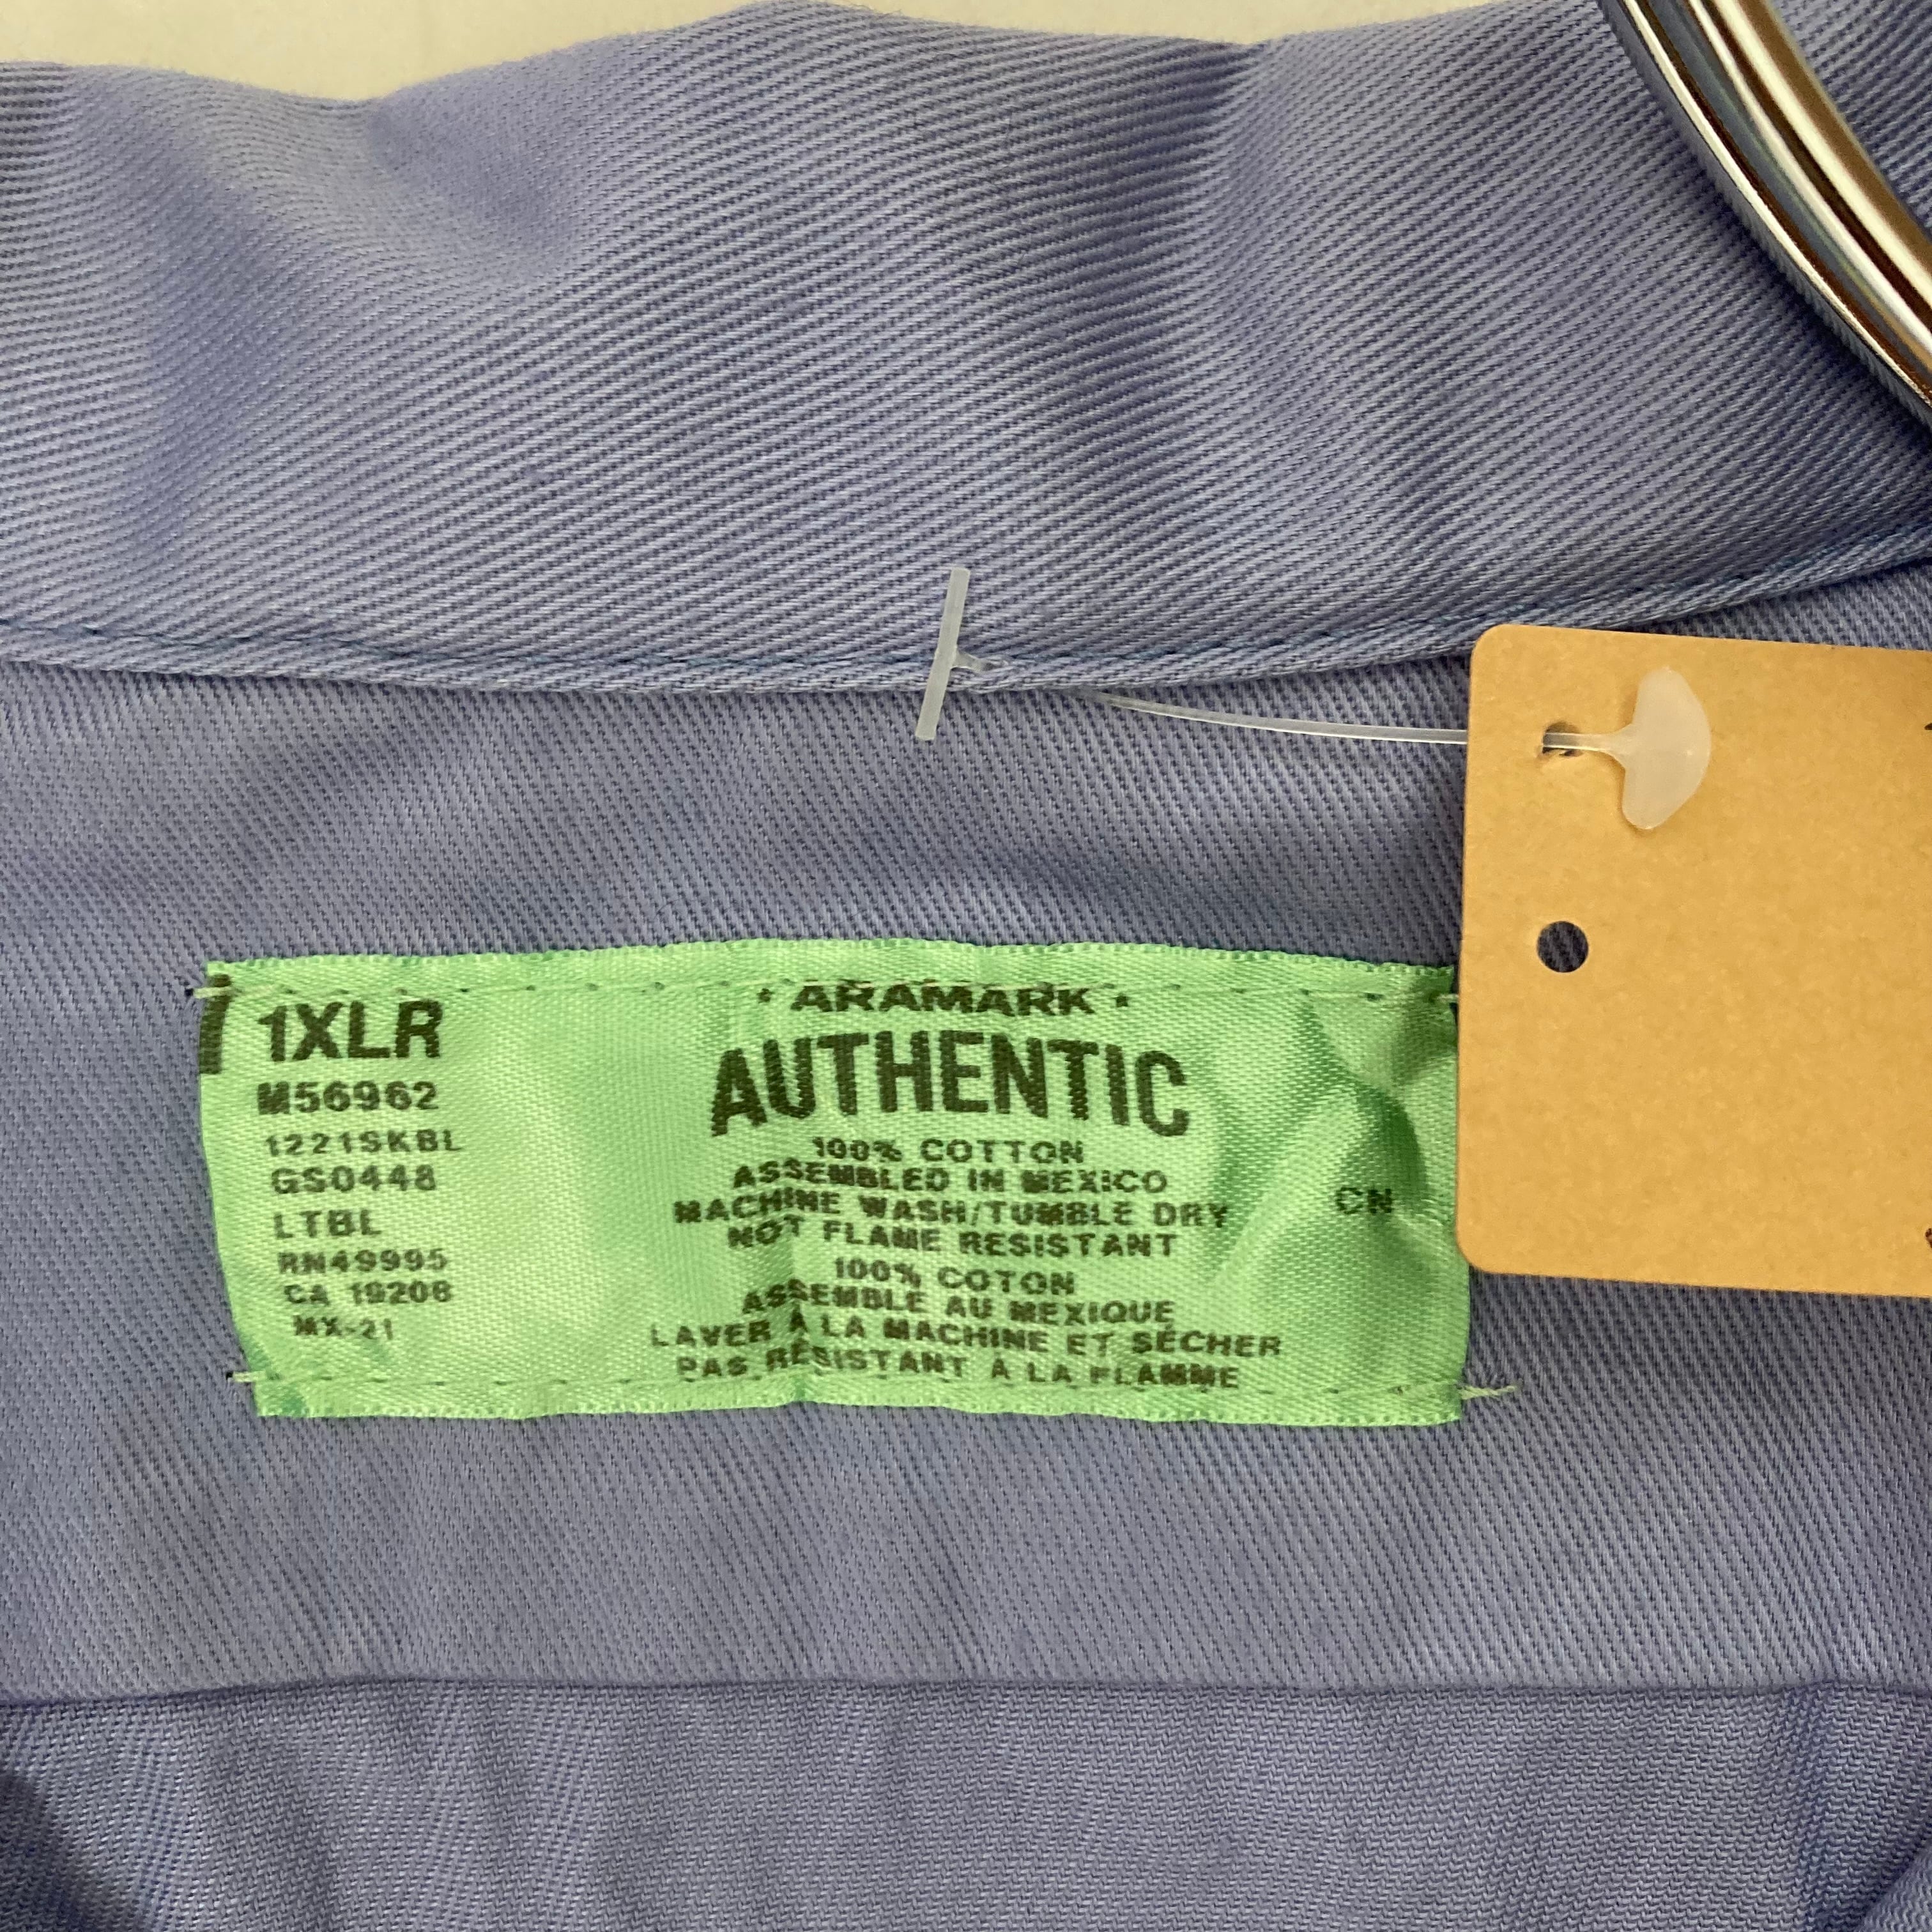 1XLR
M56962
1221SKBL
GS0448
LTBL
RN49995
CA 19208
MX-21
• ARAMARK •
AUTHENTIC
100% COTTON
ASSEMBLED IN MEXICO
MACHINE WASH/TUMBLE DRY
NOT FLAME RESISTANT
100% COTON
ASSEMBLE AU MEXIQUE
LAVER À LA MACHINE ET SÉCHER
PAS RÉSISTANT À LA FLAMME
CN